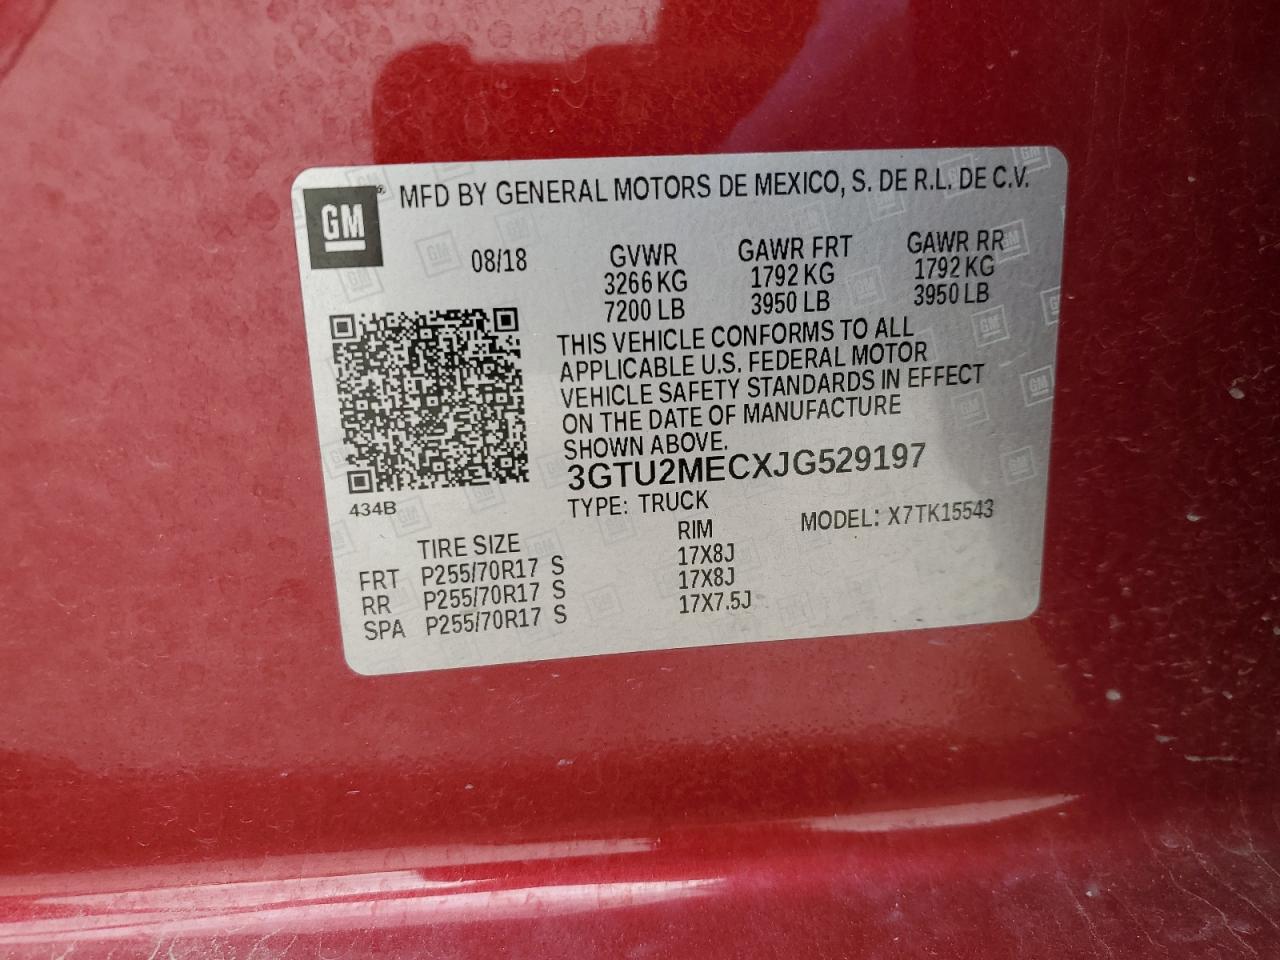 GM
MFD BY GENERAL MOTORS DE MEXICO, S. DE R.L. DE C.V.
08/18 GVWR GAWR FRT GAWR RR
3266 KG 1792 KG 1792 KG
7200 LB 3950 LB 3950 LB
THIS VEHICLE CONFORMS TO ALL
APPLICABLE U.S. FEDERAL MOTOR
VEHICLE SAFETY STANDARDS IN EFFECT
ON THE DATE OF MANUFACTURE
SHOWN ABOVE.
3GTU2MECXJG529197
434B
TYPE: TRUCK MODEL: X7TK15543
TIRE SIZE RIM
FRT P255/70R17 S 17X8J
RR P255/70R17 S 17X8J
SPA P255/70R17 S 17X7.5J